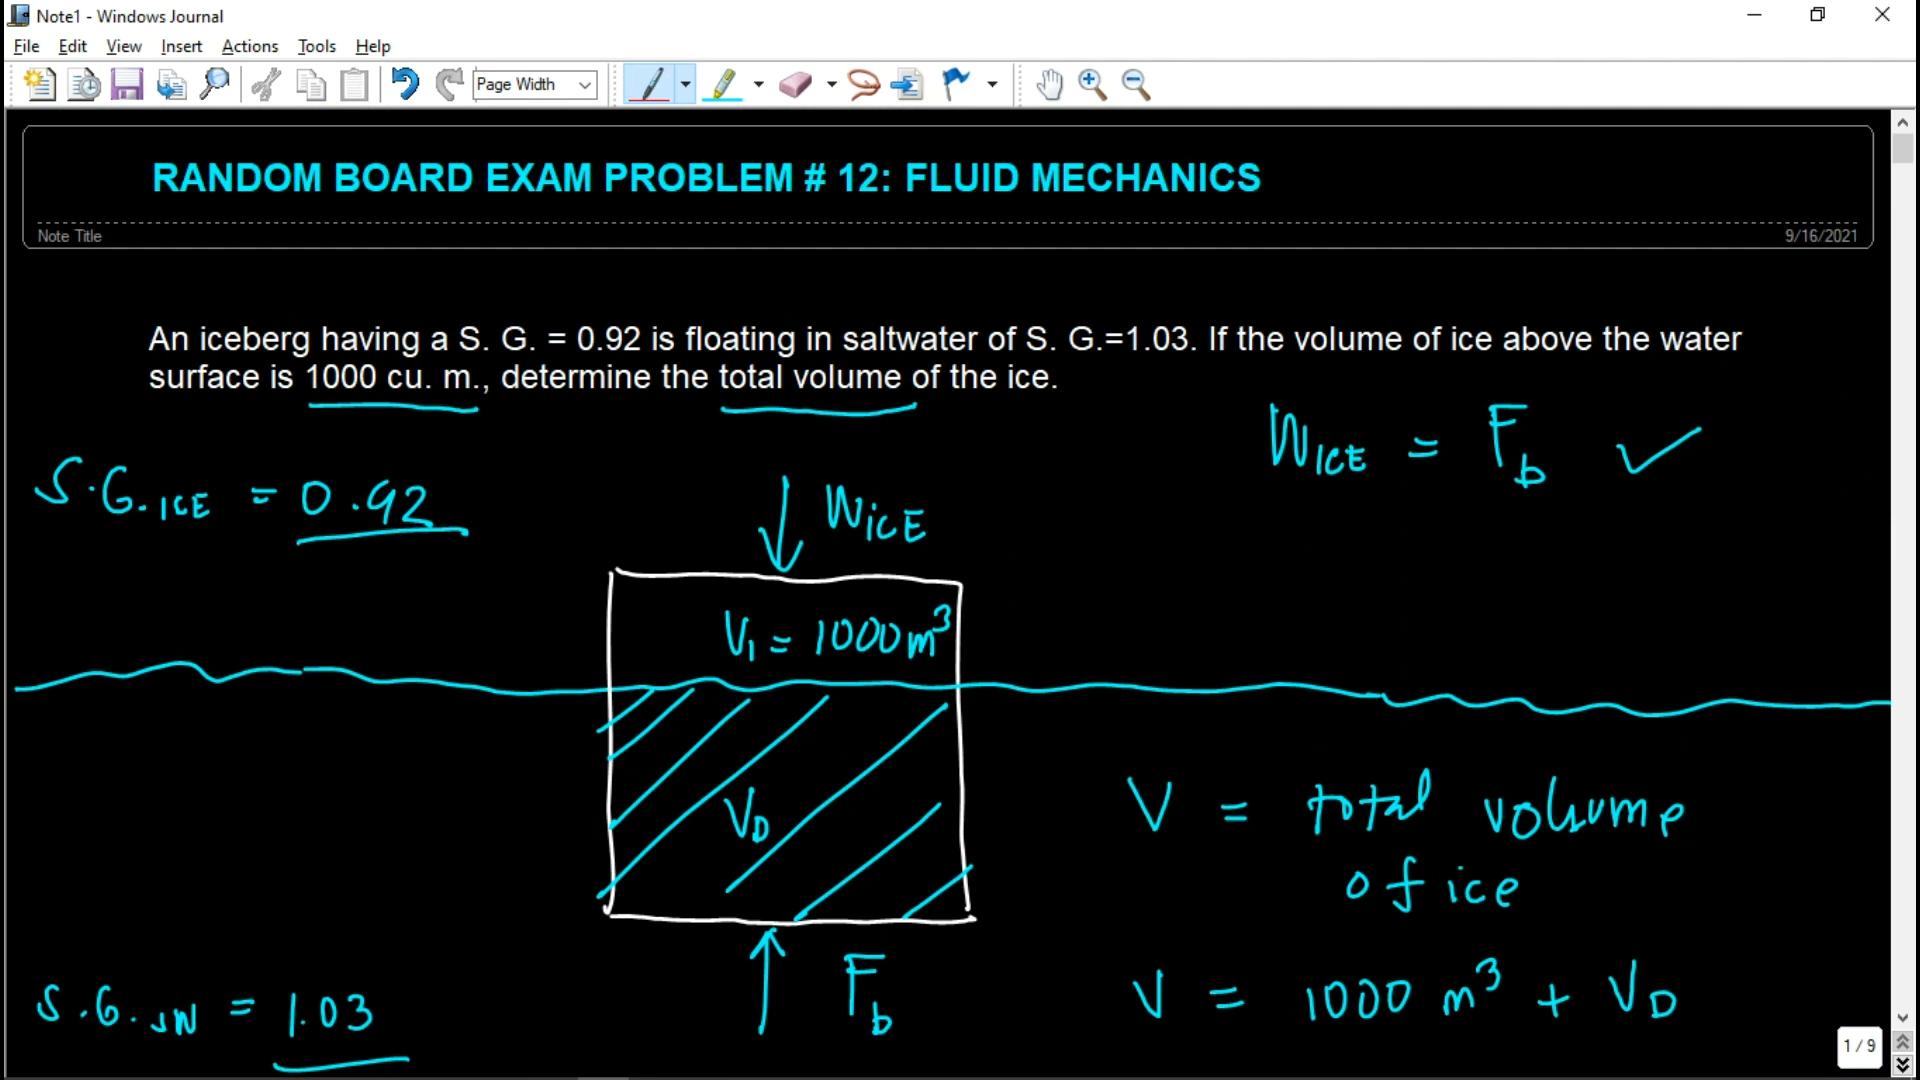 Note1 - Windows Journal
File Edit View Insert Actions Tools Help
Page Width
RANDOM BOARD EXAM PROBLEM # 12: FLUID MECHANICS
Note Title
9/16/2021
An iceberg having a S. G. = 0.92 is floating in saltwater of S. G.=1.03. If the volume of ice above the water
surface is 1000 cu. m., determine the total volume of the ice.
W_ICE = F_b ✓
S.G._ICE = 0.92
W_ICE
V_1 = 1000 m³
V_D
V = total volume
of ice
F_b
V = 1000 m³ + V_D
S.G._SW = 1.03
1 / 9